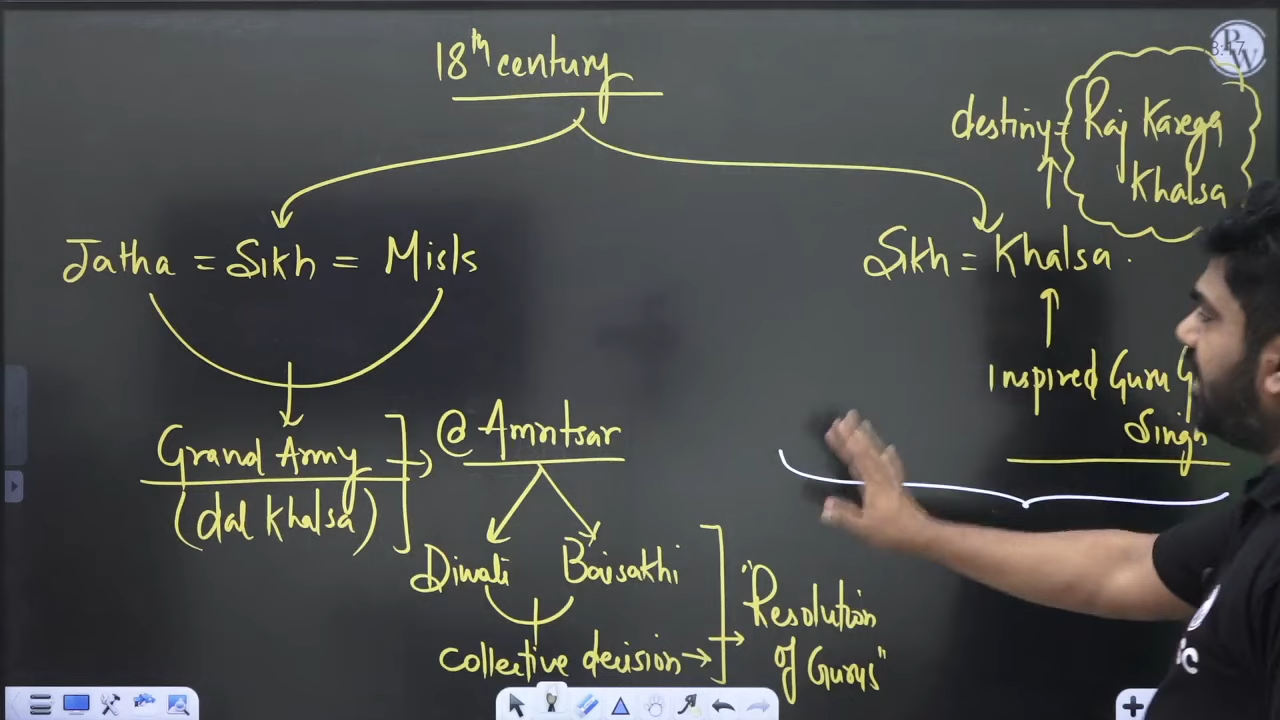 18th century
destiny = Raj Karega
Khalsa
Jatha = Sikh = Misls
Sikh = Khalsa.
Inspired Guru G
Singh
Grand Army
(dal Khalsa)
@ Amritsar
Diwali Baisakhi
collective decision →
"Resolution
of Gurus"
PW